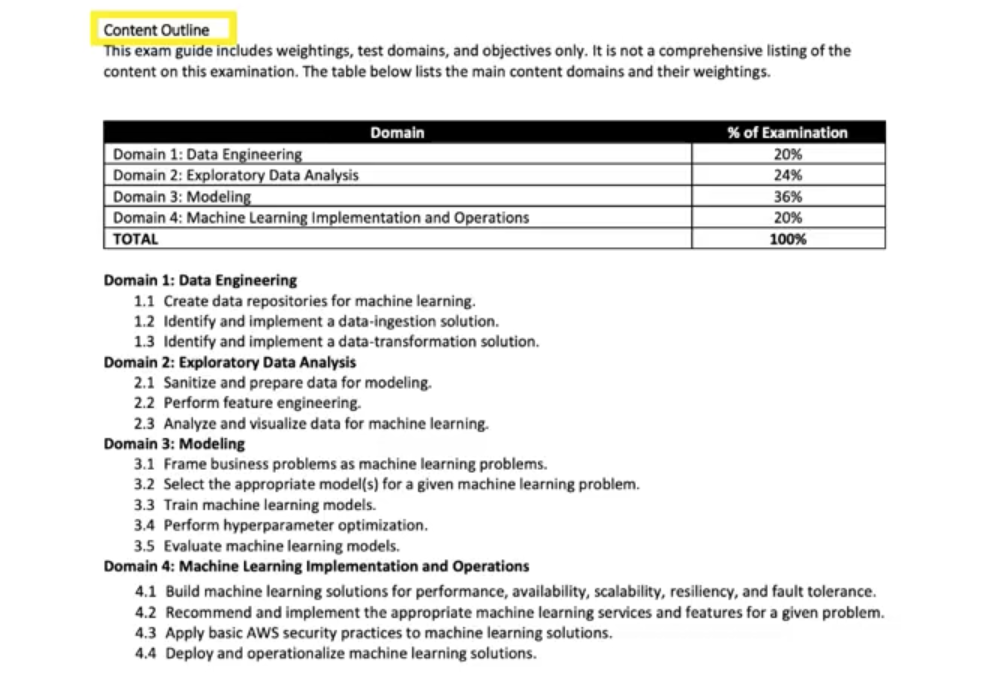 Content Outline
This exam guide includes weightings, test domains, and objectives only. It is not a comprehensive listing of the
content on this examination. The table below lists the main content domains and their weightings.
Domain % of Examination
Domain 1: Data Engineering 20%
Domain 2: Exploratory Data Analysis 24%
Domain 3: Modeling 36%
Domain 4: Machine Learning Implementation and Operations 20%
TOTAL 100%
Domain 1: Data Engineering
1.1 Create data repositories for machine learning.
1.2 Identify and implement a data-ingestion solution.
1.3 Identify and implement a data-transformation solution.
Domain 2: Exploratory Data Analysis
2.1 Sanitize and prepare data for modeling.
2.2 Perform feature engineering.
2.3 Analyze and visualize data for machine learning.
Domain 3: Modeling
3.1 Frame business problems as machine learning problems.
3.2 Select the appropriate model(s) for a given machine learning problem.
3.3 Train machine learning models.
3.4 Perform hyperparameter optimization.
3.5 Evaluate machine learning models.
Domain 4: Machine Learning Implementation and Operations
4.1 Build machine learning solutions for performance, availability, scalability, resiliency, and fault tolerance.
4.2 Recommend and implement the appropriate machine learning services and features for a given problem.
4.3 Apply basic AWS security practices to machine learning solutions.
4.4 Deploy and operationalize machine learning solutions.